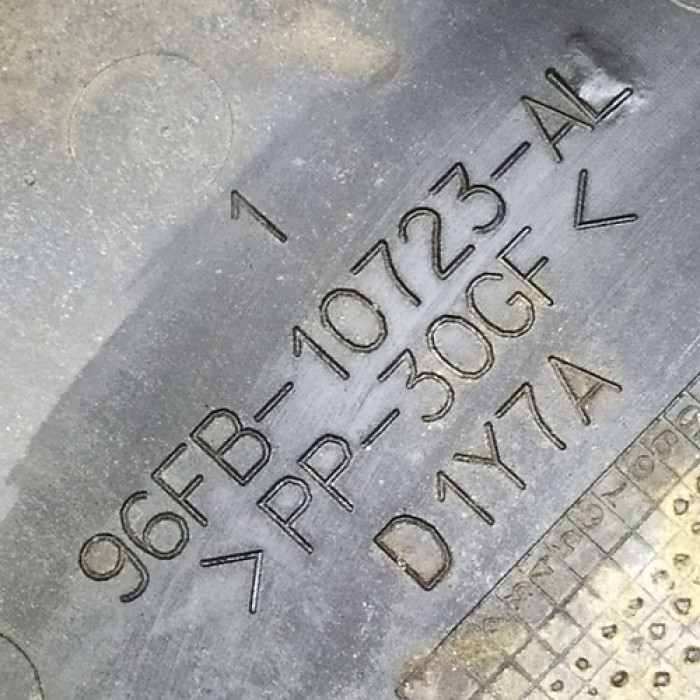 1
96FB-10723-AL
>PP-30GF<
D1Y7A